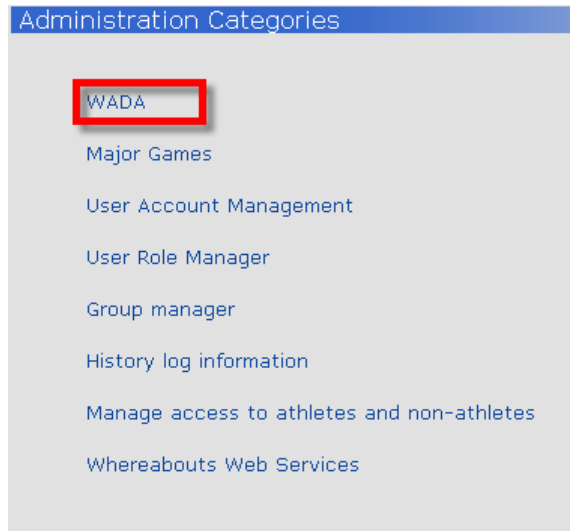 Administration Categories
WADA
Major Games
User Account Management
User Role Manager
Group manager
History log information
Manage access to athletes and non-athletes
Whereabouts Web Services